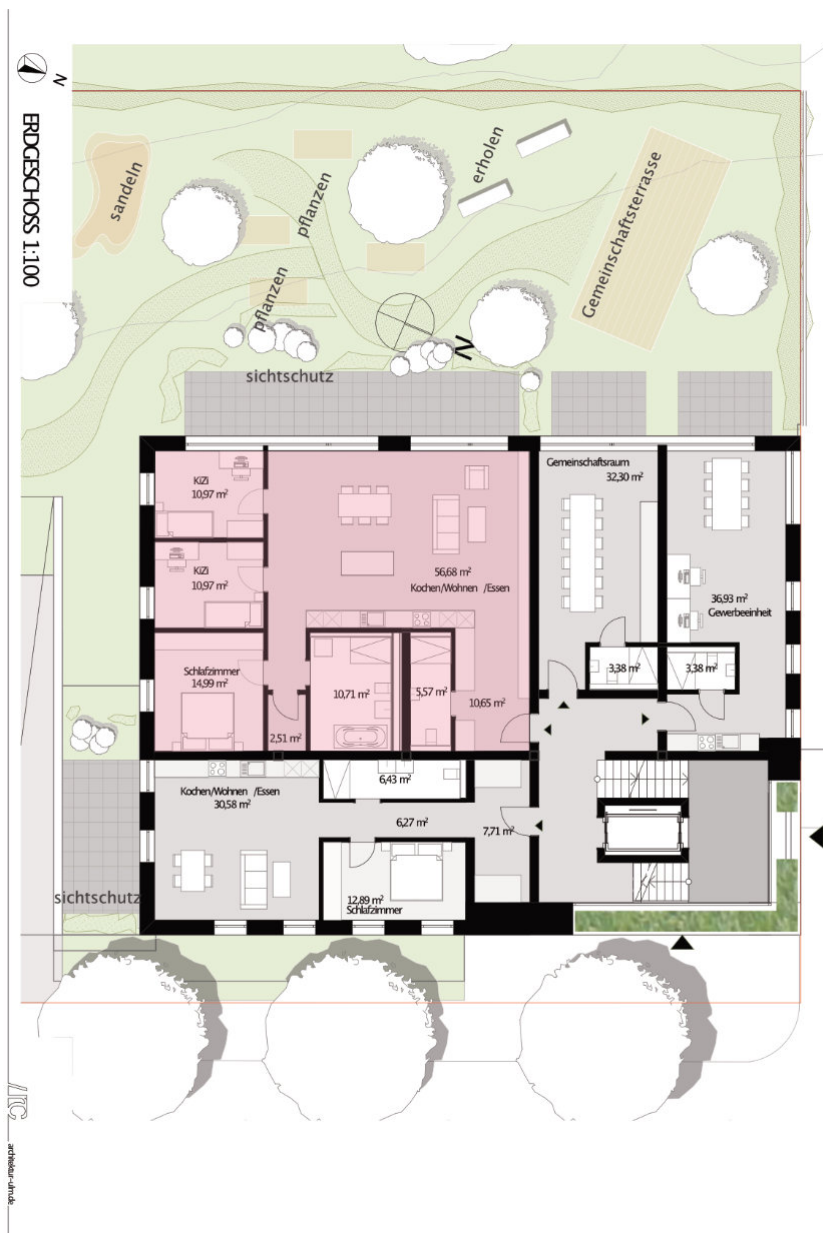 N
ERDGESCHOSS 1:100
sandeln
pflanzen
erholen
Gemeinschaftsterrasse
pflanzen
N
sichtschutz
KiZi
10,97 m²
KiZi
10,97 m²
Schlafzimmer
14,99 m²
2,51 m²
10,71 m²
5,57 m²
10,65 m²
56,68 m²
Kochen/Wohnen /Essen
Gemeinschaftsraum
32,30 m²
3,38 m²
36,93 m²
Gewerbeeinheit
3,38 m²
Kochen/Wohnen /Essen
30,58 m²
6,43 m²
6,27 m²
7,71 m²
12,89 m²
Schlafzimmer
sichtschutz
architektur-ulm.de